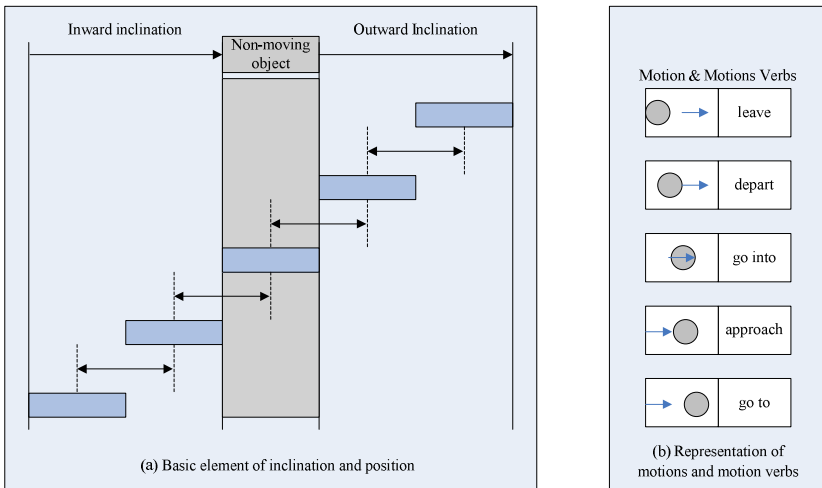 Inward inclination
Non-moving
object
Outward Inclination
(a) Basic element of inclination and position
Motion & Motions Verbs
leave
depart
go into
approach
go to
(b) Representation of
motions and motion verbs